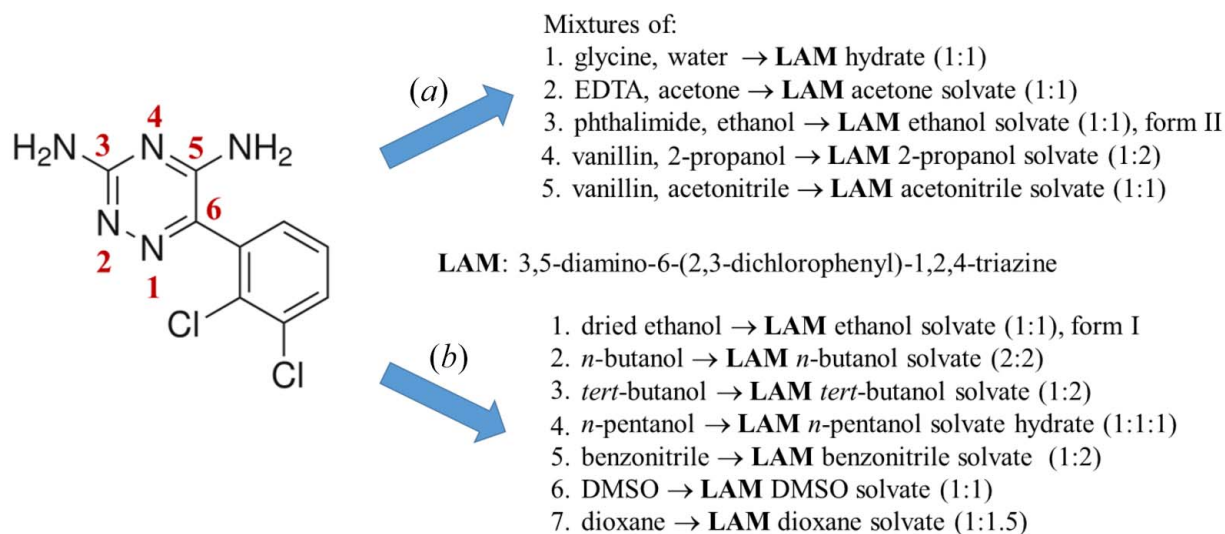 Mixtures of:
(a)
1. glycine, water → LAM hydrate (1:1)
2. EDTA, acetone → LAM acetone solvate (1:1)
3. phthalimide, ethanol → LAM ethanol solvate (1:1), form II
4. vanillin, 2-propanol → LAM 2-propanol solvate (1:2)
5. vanillin, acetonitrile → LAM acetonitrile solvate (1:1)
4
H₂N 3 N 5 NH₂
6
N
2 N
1
Cl
Cl
LAM: 3,5-diamino-6-(2,3-dichlorophenyl)-1,2,4-triazine
(b)
1. dried ethanol → LAM ethanol solvate (1:1), form I
2. n-butanol → LAM n-butanol solvate (2:2)
3. tert-butanol → LAM tert-butanol solvate (1:2)
4. n-pentanol → LAM n-pentanol solvate hydrate (1:1:1)
5. benzonitrile → LAM benzonitrile solvate (1:2)
6. DMSO → LAM DMSO solvate (1:1)
7. dioxane → LAM dioxane solvate (1:1.5)